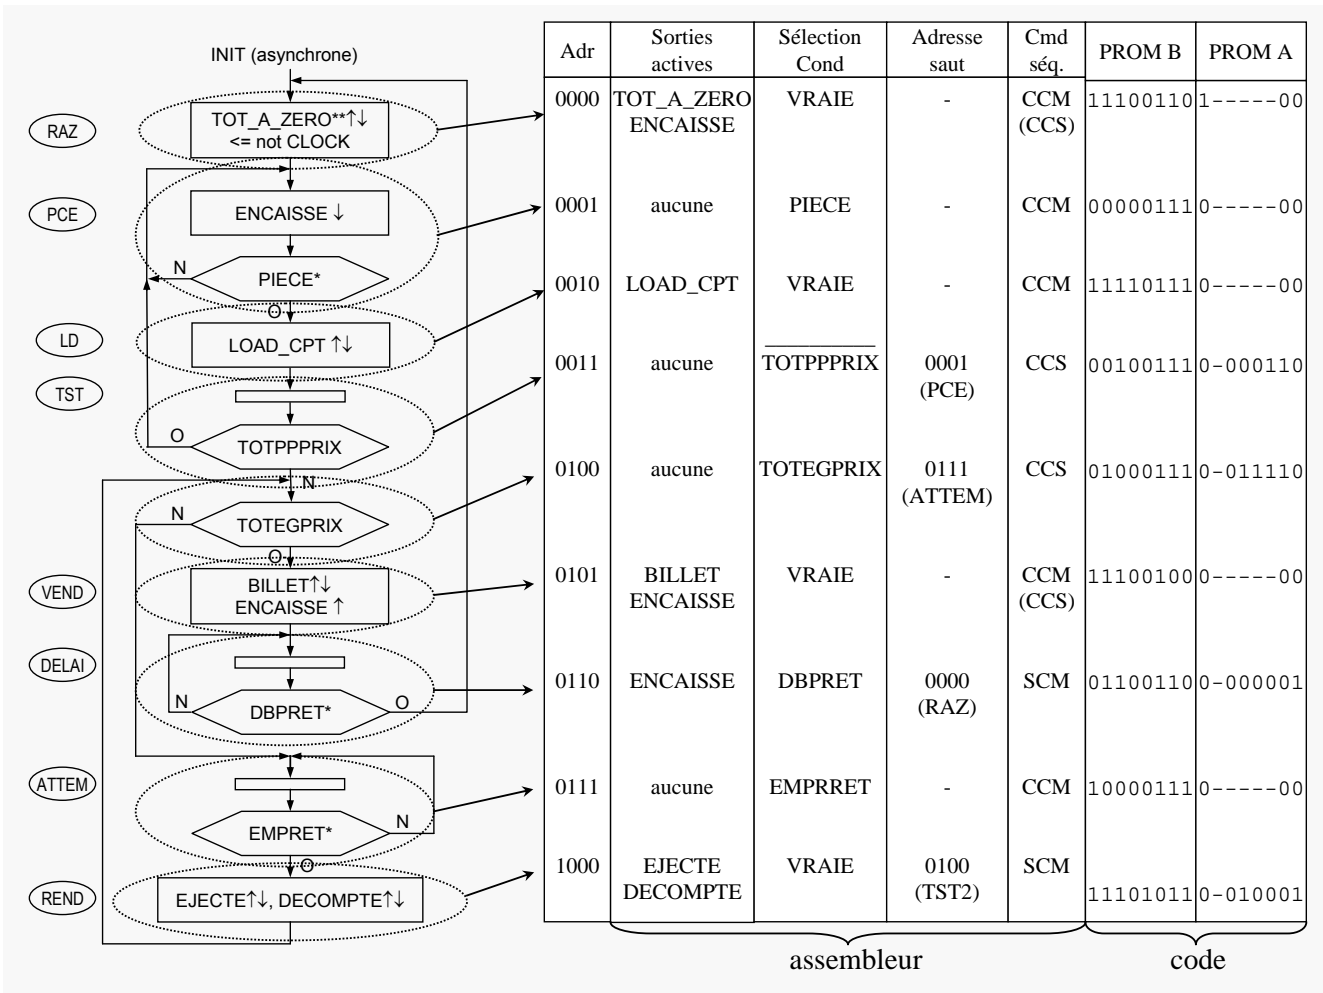 INIT (asynchrone)
RAZ
TOT_A_ZERO**↑↓
<= not CLOCK
PCE
ENCAISSE ↓
N
PIECE*
O
LD
LOAD_CPT ↑↓
TST
O
TOTPPPRIX
N
N
TOTEGPRIX
O
VEND
BILLET↑↓
ENCAISSE ↑
DELAI
N
DBPRET*
O
ATTEM
EMPRET*
N
O
REND
EJECTE↑↓, DECOMPTE↑↓
Adr
Sorties
actives
Sélection
Cond
Adresse
saut
Cmd
séq.
PROM B
PROM A
0000 TOT_A_ZERO VRAIE - CCM 11100110 1-----00
ENCAISSE (CCS)
0001 aucune PIECE - CCM 00000111 0-----00
0010 LOAD_CPT VRAIE - CCM 11110111 0-----00
0011 aucune TOTPPPRIX 0001 CCS 00100111 0-000110
(PCE)
0100 aucune TOTEGPRIX 0111 CCS 01000111 0-011110
(ATTEM)
0101 BILLET VRAIE - CCM 11100100 0-----00
ENCAISSE (CCS)
0110 ENCAISSE DBPRET 0000 SCM 01100110 0-000001
(RAZ)
0111 aucune EMPRRET - CCM 10000111 0-----00
1000 EJECTE VRAIE 0100 SCM
DECOMPTE (TST2) 11101011 0-010001
assembleur
code